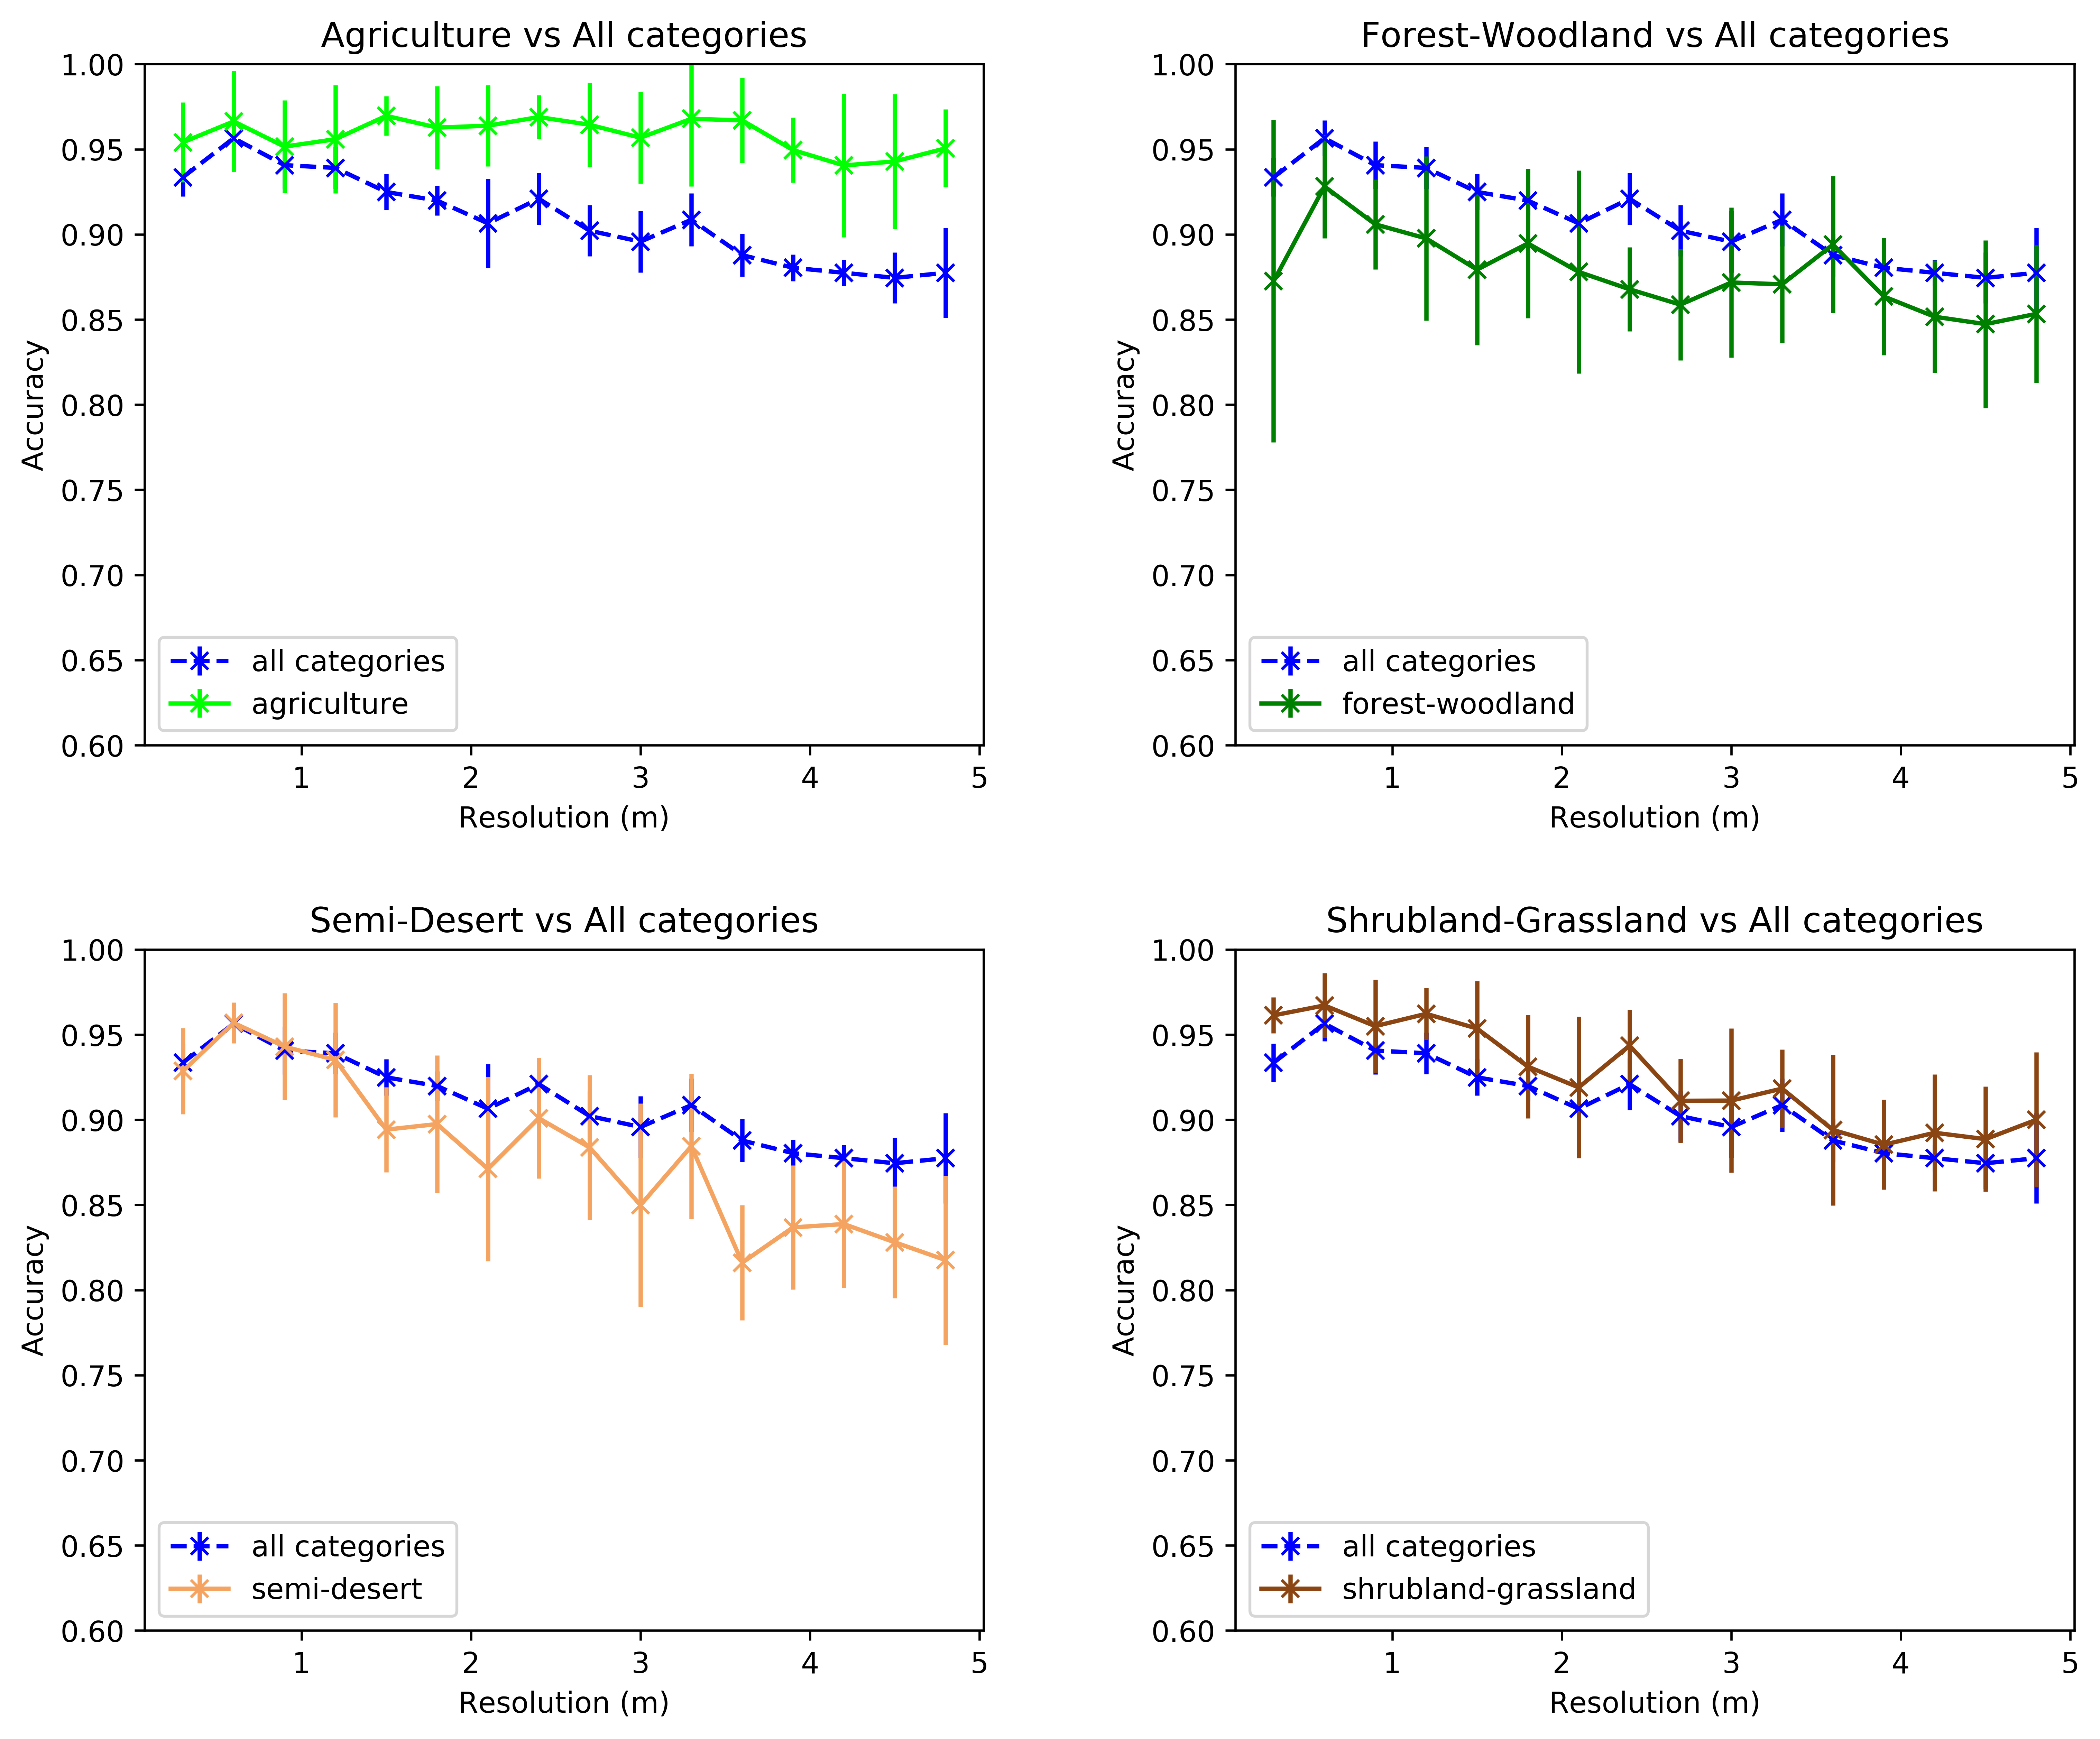 Agriculture vs All categories
1.00
0.95
0.90
0.85
0.80
0.75
0.70
0.65
0.60
Accuracy
all categories
agriculture
1 2 3 4 5
Resolution (m)
Forest-Woodland vs All categories
1.00
0.95
0.90
0.85
0.80
0.75
0.70
0.65
0.60
Accuracy
all categories
forest-woodland
1 2 3 4 5
Resolution (m)
Semi-Desert vs All categories
1.00
0.95
0.90
0.85
0.80
0.75
0.70
0.65
0.60
Accuracy
all categories
semi-desert
1 2 3 4 5
Resolution (m)
Shrubland-Grassland vs All categories
1.00
0.95
0.90
0.85
0.80
0.75
0.70
0.65
0.60
Accuracy
all categories
shrubland-grassland
1 2 3 4 5
Resolution (m)